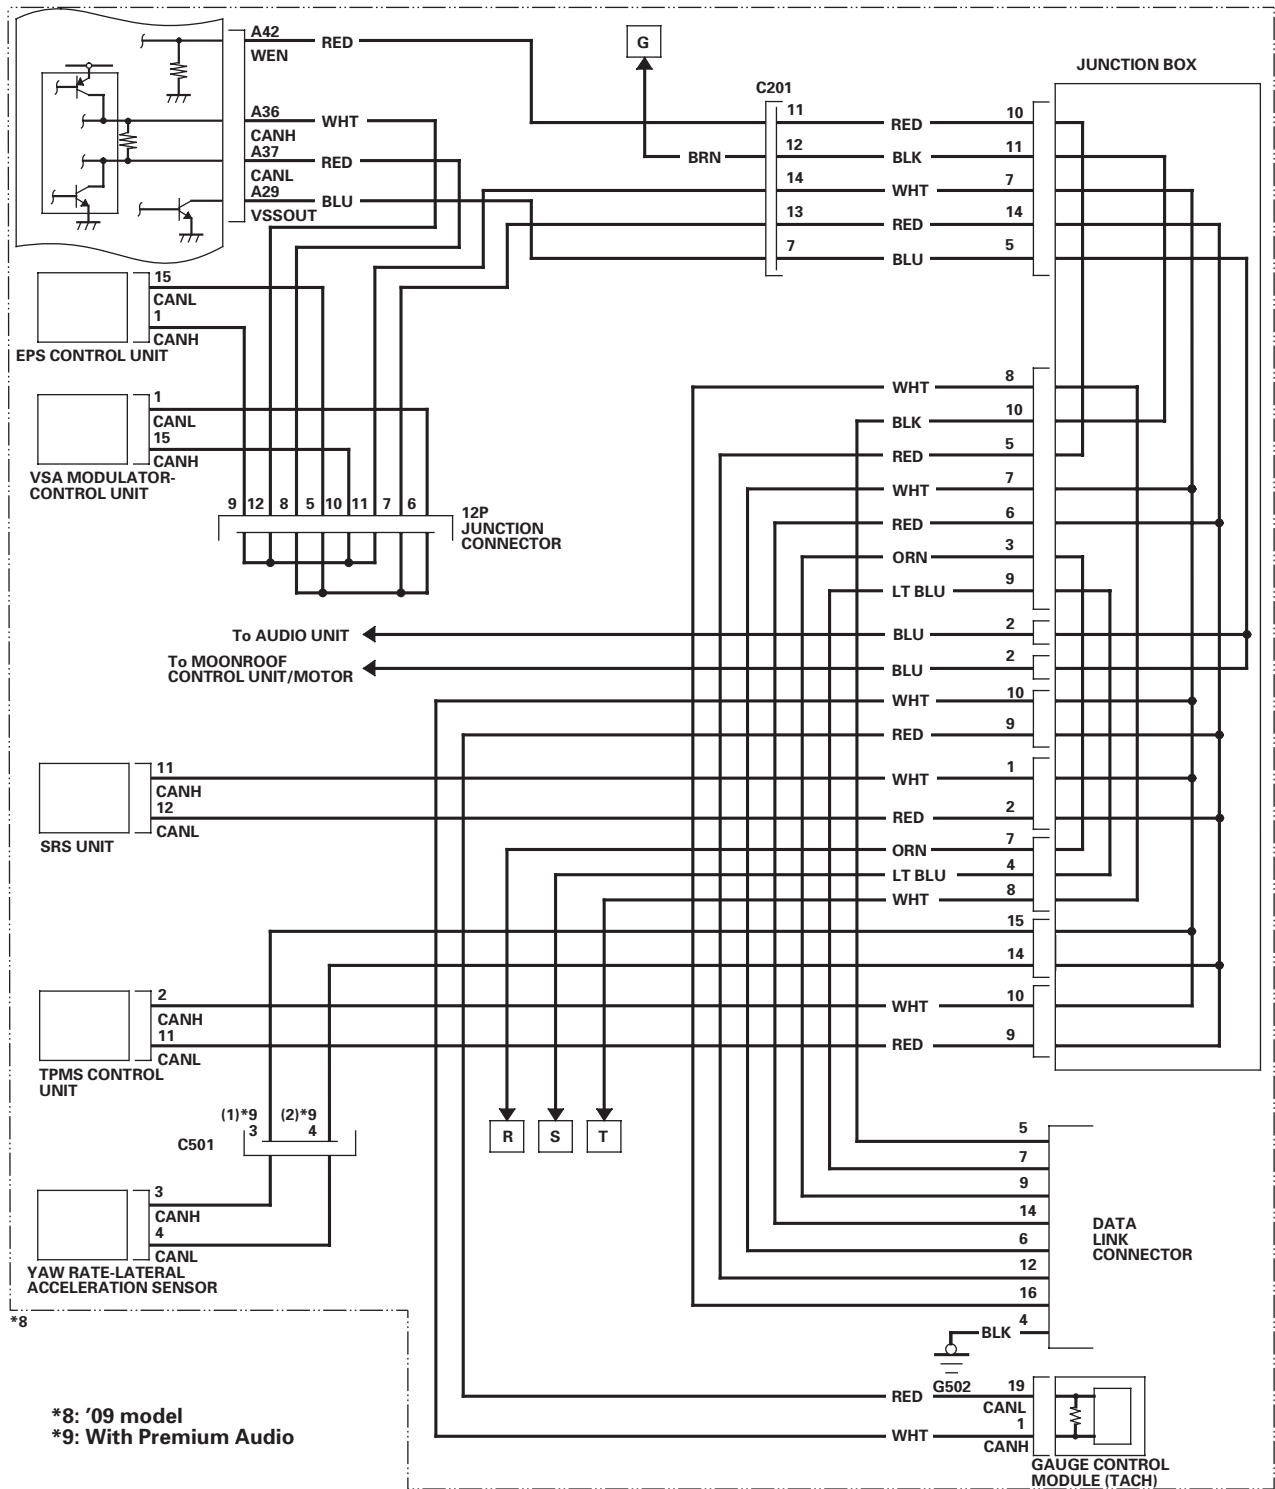 A42
WEN
RED
A36
CANH
WHT
A37
CANL
RED
A29
VSSOUT
BLU
G
BRN
C201
11
12
14
13
7
RED
BLK
WHT
RED
BLU
10
11
7
14
5
JUNCTION BOX
15
CANL
1
CANH
EPS CONTROL UNIT
1
CANL
15
CANH
VSA MODULATOR-
CONTROL UNIT
9 12 8 5 10 11 7 6
12P
JUNCTION
CONNECTOR
WHT 8
BLK 10
RED 5
WHT 7
RED 6
ORN 3
LT BLU 9
To AUDIO UNIT
BLU 2
To MOONROOF
CONTROL UNIT/MOTOR
BLU 2
WHT 10
RED 9
11
CANH
12
CANL
SRS UNIT
WHT 1
RED 2
ORN 7
LT BLU 4
WHT 8
15
14
2
CANH
11
CANL
TPMS CONTROL
UNIT
WHT 10
RED 9
(1)*9 (2)*9
3 4
C501
R S T
3
CANH
4
CANL
YAW RATE-LATERAL
ACCELERATION SENSOR
5
7
9
14
6
12
16
4
BLK
DATA
LINK
CONNECTOR
G502
*8
RED 19
CANL
WHT 1
CANH
GAUGE CONTROL
MODULE (TACH)
*8: ’09 model
*9: With Premium Audio